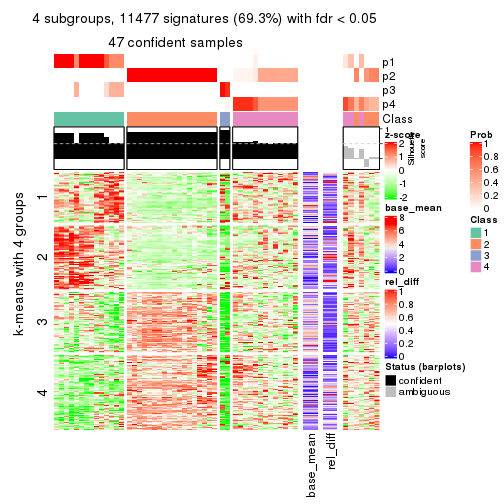 4 subgroups, 11477 signatures (69.3%) with fdr < 0.05
47 confident samples
p1
p2
p3
p4
Class
1
Silhouette
score
k-means with 4 groups
1
2
3
4
base_mean
rel_diff
z-score
2
1
0
-1
-2
base_mean
8
6
4
2
0
rel_diff
1
0.8
0.6
0.4
0.2
0
Status (barplots)
confident
ambiguous
Prob
1
0.8
0.6
0.4
0.2
0
Class
1
2
3
4